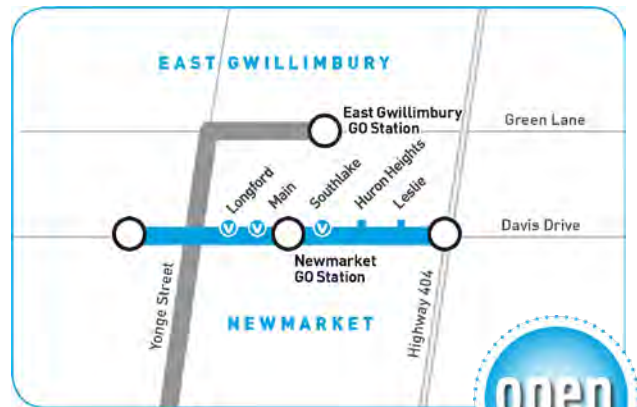 EAST GWILLIMBURY
East Gwillimbury
GO Station
Green Lane
Longford
Main
Southlake
Huron Heights
Leslie
Davis Drive
Newmarket
GO Station
Yonge Street
NEWMARKET
Highway 404
open